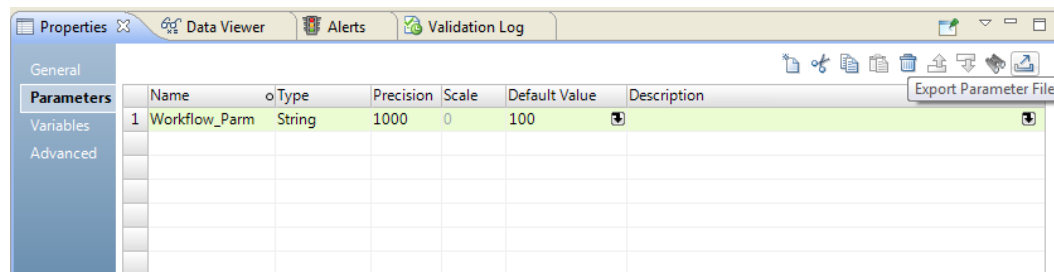 Properties Data Viewer Alerts Validation Log
General
Parameters
Variables
Advanced
Export Parameter File
Name Type Precision Scale Default Value Description
1 Workflow_Parm String 1000 0 100